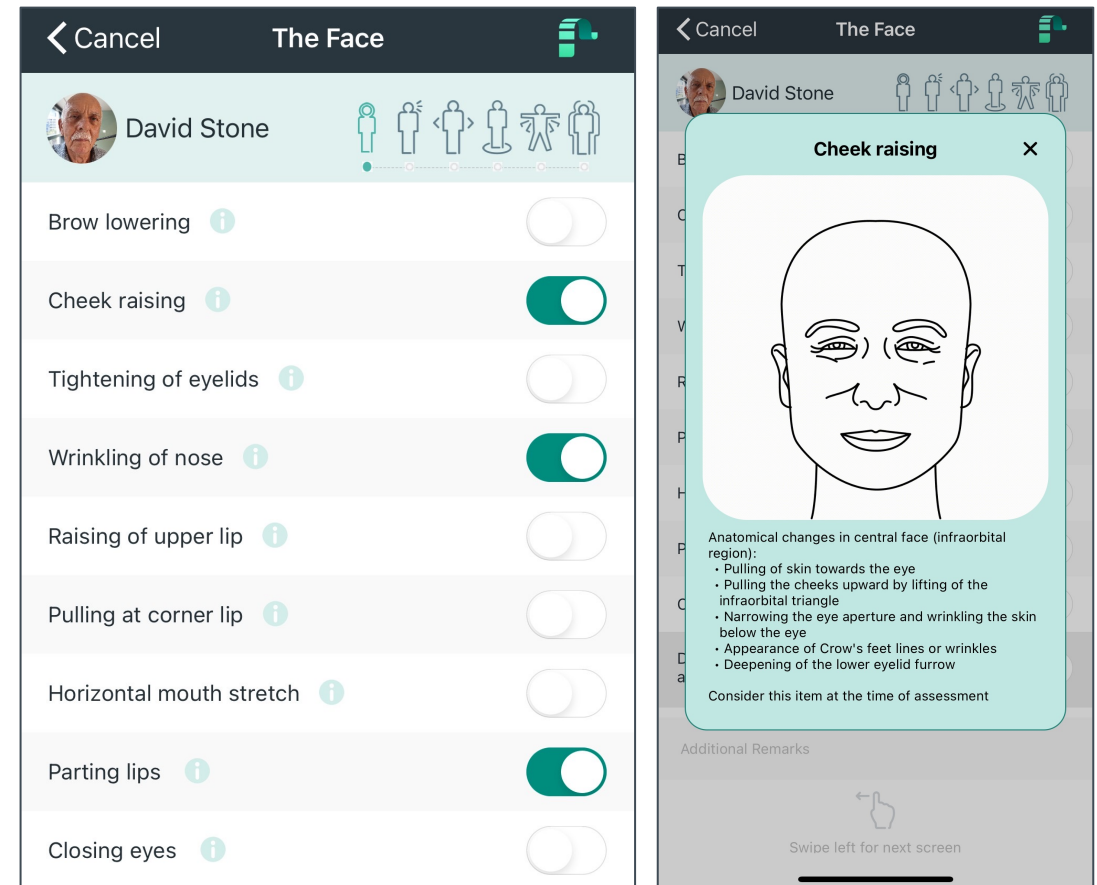 Cancel
The Face
David Stone
Brow lowering
Cheek raising
Tightening of eyelids
Wrinkling of nose
Raising of upper lip
Pulling at corner lip
Horizontal mouth stretch
Parting lips
Closing eyes
Cancel
The Face
David Stone
Cheek raising
Anatomical changes in central face (infraorbital
region):
• Pulling of skin towards the eye
• Pulling the cheeks upward by lifting of the
infraorbital triangle
• Narrowing the eye aperture and wrinkling the skin
below the eye
• Appearance of Crow's feet lines or wrinkles
• Deepening of the lower eyelid furrow
Consider this item at the time of assessment
Additional Remarks
Swipe left for next screen